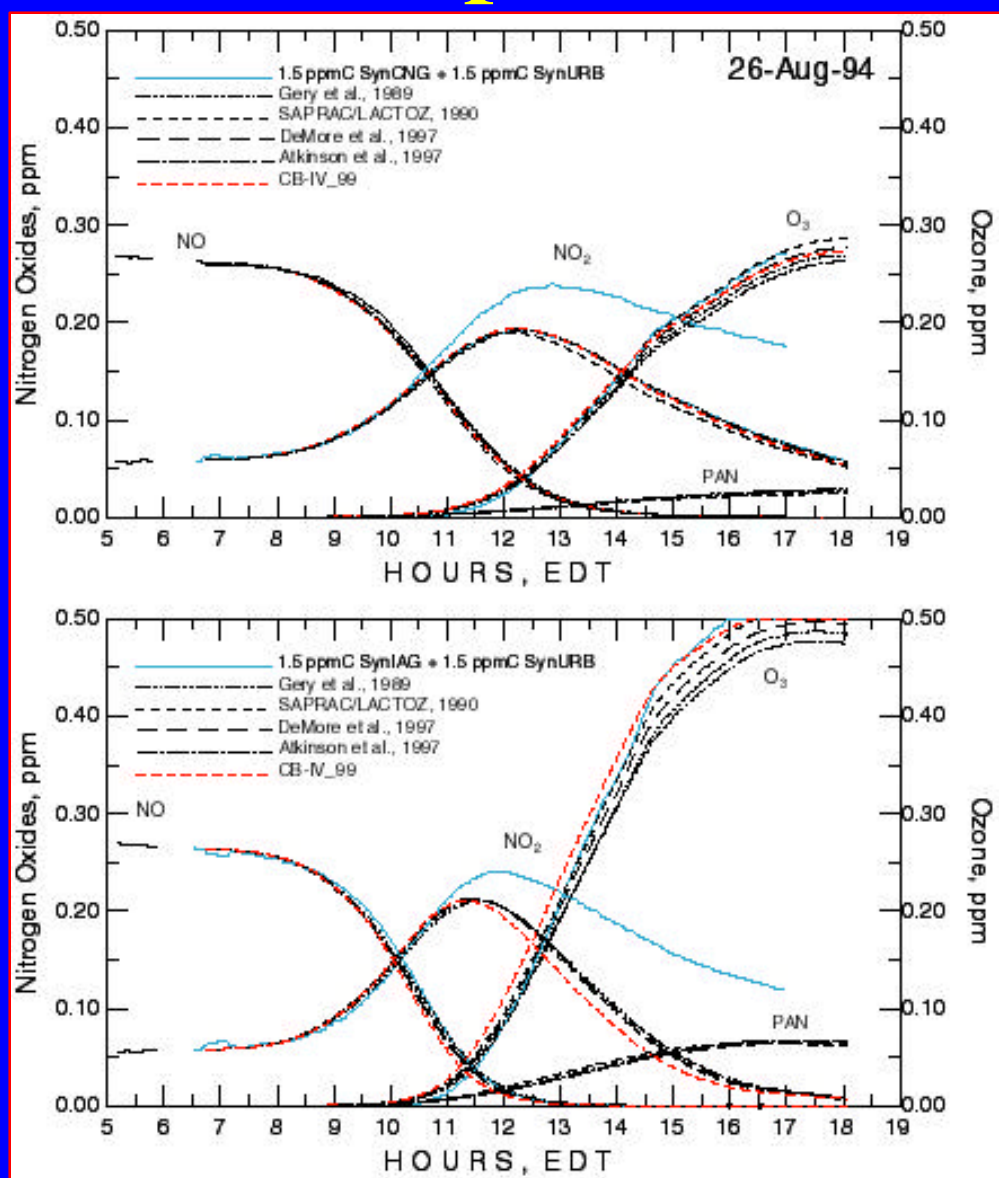 0.50 0.50
1.5 ppmC SynCNG + 1.5 ppmC SynURB
26-Aug-94
Gery et al., 1989
SAPRAC/LACTOZ, 1990
DeMore et al., 1997
Atkinson et al., 1997
CB-IV_99
0.40 0.40
0.30 0.30
0.20 0.20
0.10 0.10
0.00 0.00
Nitrogen Oxides, ppm
Ozone, ppm
NO
NO2
O3
PAN
5 6 7 8 9 10 11 12 13 14 15 16 17 18 19
HOURS, EDT
0.50 0.50
1.5 ppmC SynIAG + 1.5 ppmC SynURB
Gery et al., 1989
SAPRAC/LACTOZ, 1990
DeMore et al., 1997
Atkinson et al., 1997
CB-IV_99
0.40 0.40
0.30 0.30
0.20 0.20
0.10 0.10
0.00 0.00
Nitrogen Oxides, ppm
Ozone, ppm
NO
NO2
O3
PAN
5 6 7 8 9 10 11 12 13 14 15 16 17 18 19
HOURS, EDT